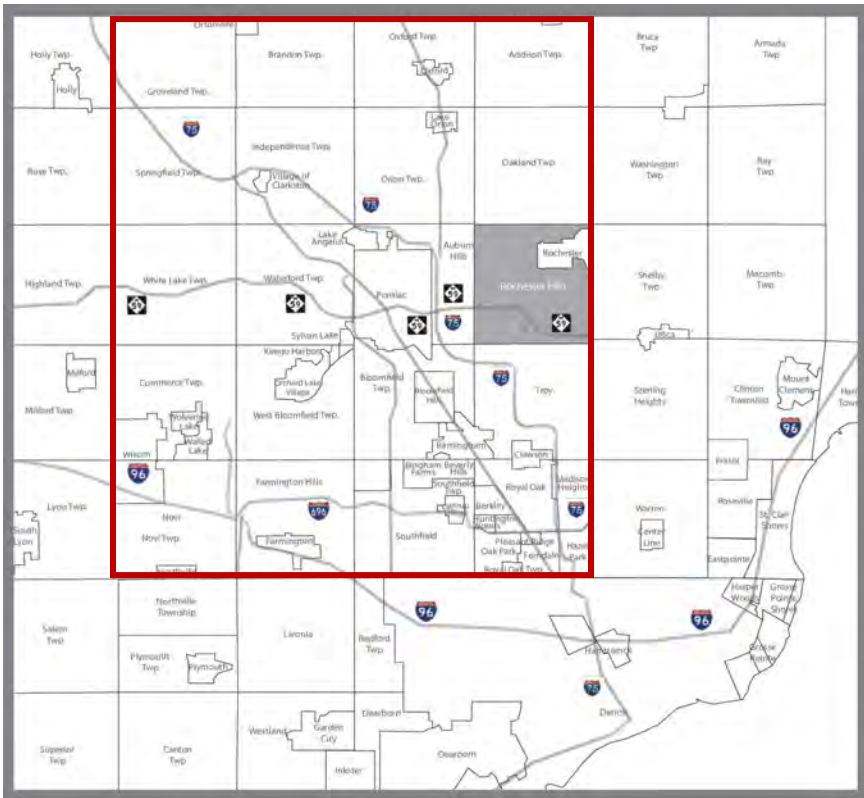 Holly Twp.
Holly
Groveland Twp.
Brandon Twp.
Oxford Twp.
Oxford
Addison Twp.
Bruce
Twp
Armada
Twp
75
Lake
Orion
Rose Twp.
Springfield Twp.
Independence Twp.
Village of
Clarkston
Orion Twp.
75
Oakland Twp.
Washington
Twp
Ray
Twp
Highland Twp.
White Lake Twp.
59
Waterford Twp.
59
Lake
Angelus
Pontiac
59
Auburn
Hills
59
75
Rochester
Rochester Hills
59
Shelby
Twp
Macomb
Twp
Utica
Milford
Milford Twp.
Commerce Twp.
Wolverine
Lake
Walled
Lake
Wixom
96
Sylvan Lake
Keego Harbor
Orchard Lake
Village
West Bloomfield Twp.
Bloomfield
Twp.
Bloomfield
Hills
Birmingham
75
Troy
Clawson
Sterling
Heights
Clinton
Township
Mount
Clemens
96
Fraser
Lyon Twp.
South
Lyon
Novi
Novi Twp.
Farmington Hills
696
Farmington
Bingham
Farms
Beverly
Hills
Southfield
Twp.
Southfield
Royal Oak
Berkley
Huntington
Woods
Pleasant Ridge
Oak Park
Ferndale
Royal Oak Twp.
Madison
Heights
75
Hazel
Park
Warren
Center
Line
Roseville
St. Clair
Shores
Eastpointe
Salem
Twp
Northville
Township
Plymouth
Twp
Plymouth
Livonia
Redford
Twp
96
Hamtramck
75
96
Harper
Woods
Grosse
Pointe
Shores
Grosse
Pointe
Detroit
Superior
Twp
Canton
Twp
Westland
Garden
City
Inkster
Dearborn
Dearborn